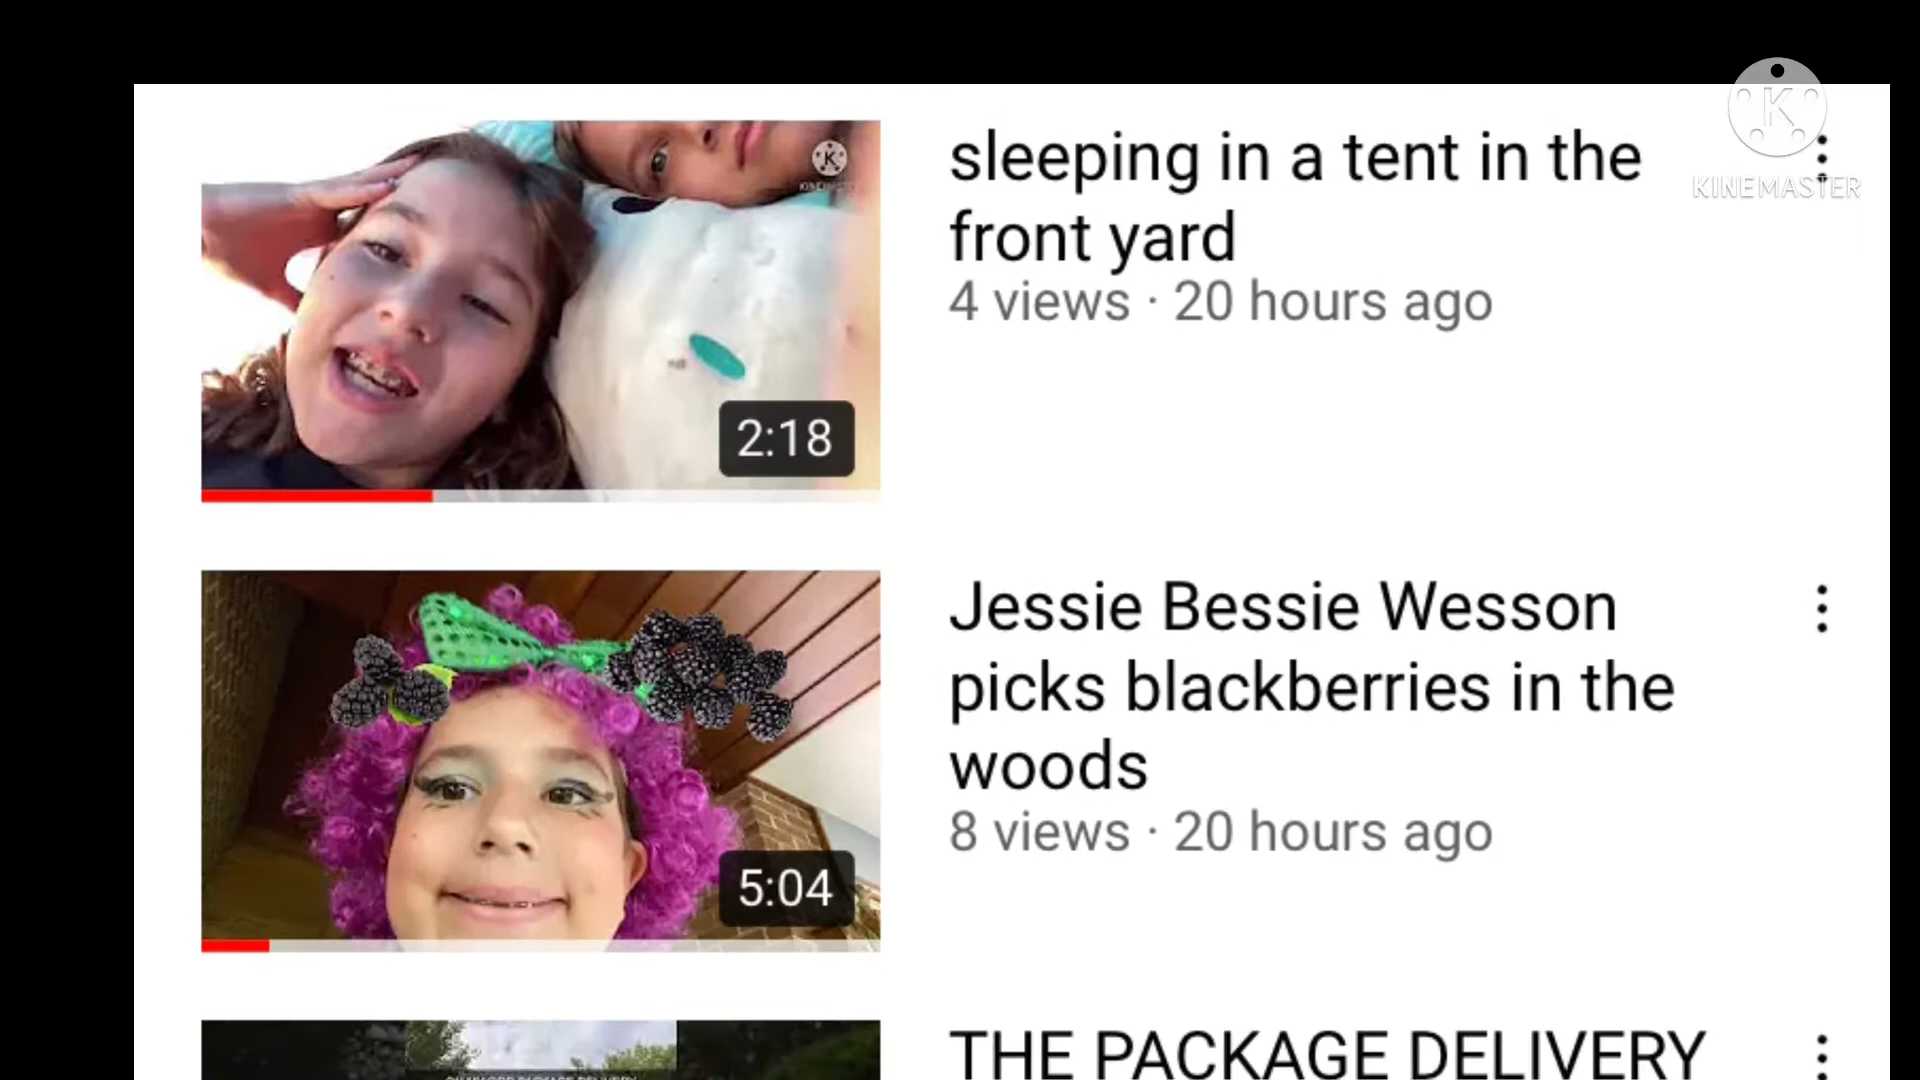 KINEMASTER
sleeping in a tent in the
front yard
4 views · 20 hours ago
2:18
Jessie Bessie Wesson
picks blackberries in the
woods
8 views · 20 hours ago
5:04
THE PACKAGE DELIVERY